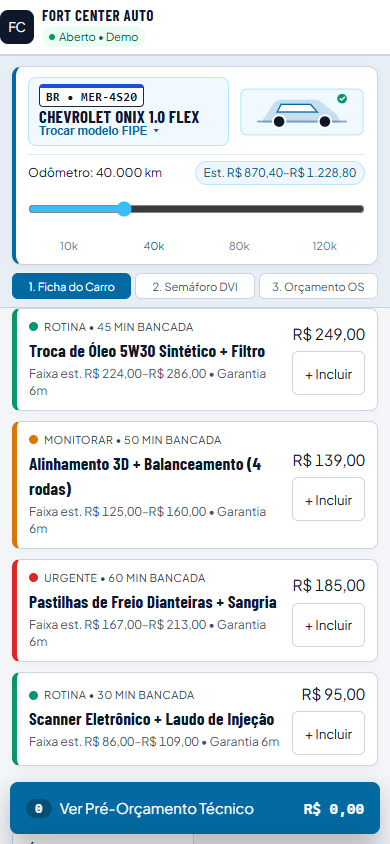 FC
FORT CENTER AUTO
Aberto • Demo
BR • MER-4S20
CHEVROLET ONIX 1.0 FLEX
Trocar modelo FIPE
Odômetro: 40.000 km
Est. R$ 870,40–R$ 1.228,80
10k 40k 80k 120k
1. Ficha do Carro
2. Semáforo DVI
3. Orçamento OS
ROTINA • 45 MIN BANCADA
Troca de Óleo 5W30 Sintético + Filtro
Faixa est. R$ 224,00–R$ 286,00 • Garantia
6m
R$ 249,00
+ Incluir
MONITORAR • 50 MIN BANCADA
Alinhamento 3D + Balanceamento (4
rodas)
Faixa est. R$ 125,00–R$ 160,00 • Garantia
6m
R$ 139,00
+ Incluir
URGENTE • 60 MIN BANCADA
Pastilhas de Freio Dianteiras + Sangria
Faixa est. R$ 167,00–R$ 213,00 • Garantia
6m
R$ 185,00
+ Incluir
ROTINA • 30 MIN BANCADA
Scanner Eletrônico + Laudo de Injeção
Faixa est. R$ 86,00–R$ 109,00 • Garantia 6m
R$ 95,00
+ Incluir
0 Ver Pré-Orçamento Técnico R$ 0,00